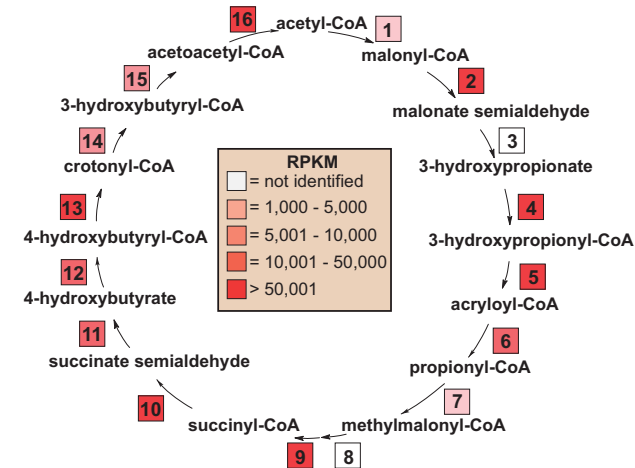 acetyl-CoA
1
malonyl-CoA
2
malonate semialdehyde
3
3-hydroxypropionate
4
3-hydroxypropionyl-CoA
5
acryloyl-CoA
6
propionyl-CoA
7
methylmalonyl-CoA
8
9
succinyl-CoA
10
succinate semialdehyde
11
4-hydroxybutyrate
12
4-hydroxybutyryl-CoA
13
crotonyl-CoA
14
3-hydroxybutyryl-CoA
15
acetoacetyl-CoA
16
RPKM
= not identified
= 1,000 - 5,000
= 5,001 - 10,000
= 10,001 - 50,000
> 50,001